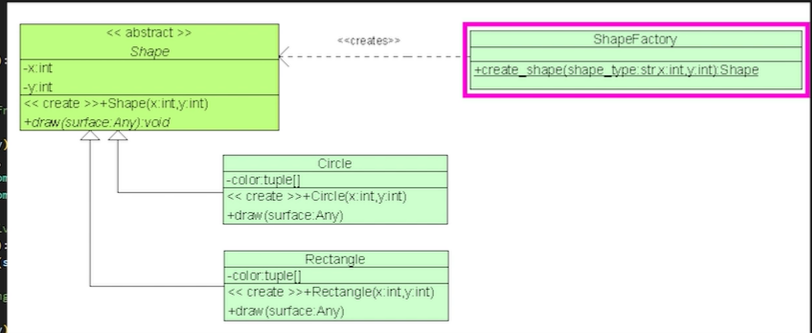 << abstract >>
Shape
-x:int
-y:int
<< create >>+Shape(x:int,y:int)
+draw(surface:Any):void
<<creates>>
ShapeFactory
+create_shape(shape_type:str,x:int,y:int):Shape
Circle
-color:tuple[]
<< create >>+Circle(x:int,y:int)
+draw(surface:Any)
Rectangle
-color:tuple[]
<< create >>+Rectangle(x:int,y:int)
+draw(surface:Any)